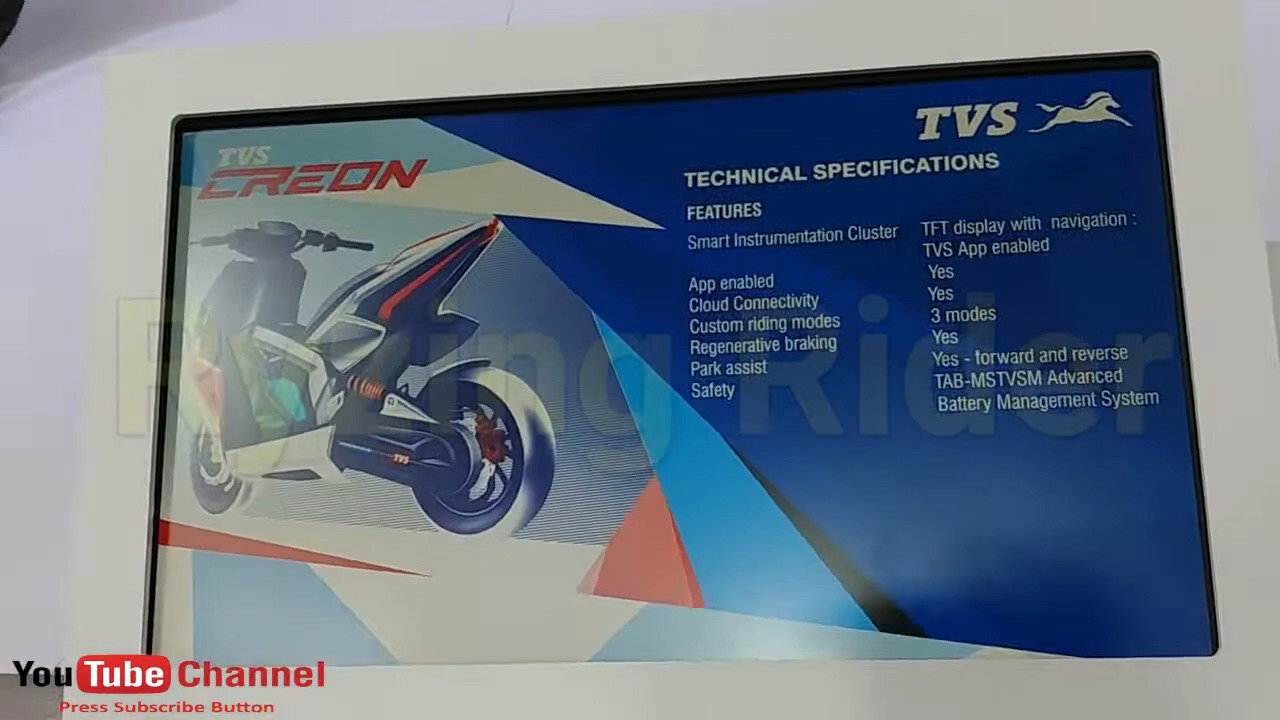 TVS
CREON
TVS
TECHNICAL SPECIFICATIONS
FEATURES
Smart Instrumentation Cluster TFT display with navigation :
TVS App enabled
App enabled Yes
Cloud Connectivity Yes
Custom riding modes 3 modes
Regenerative braking Yes
Park assist Yes - forward and reverse
Safety TAB-MSTVSM Advanced
Battery Management System
TVS
Rider
YouTube Channel
Press Subscribe Button